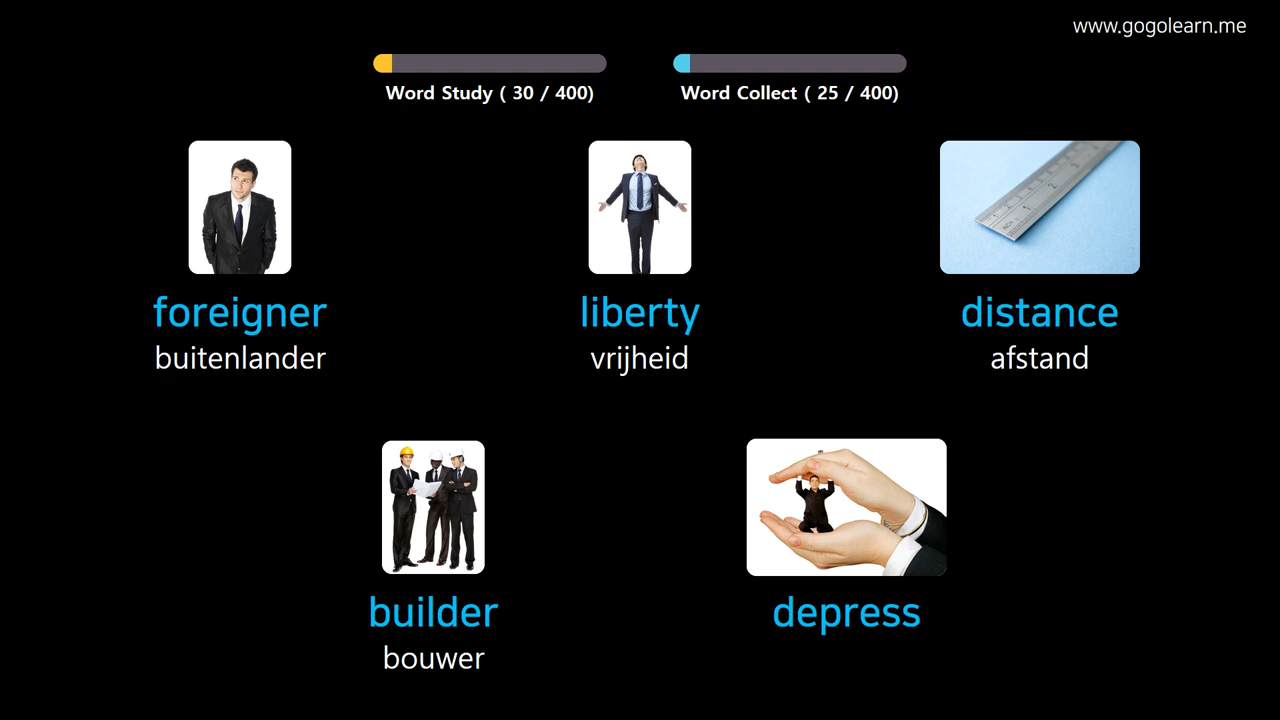 www.gogolearn.me
Word Study ( 30 / 400)
Word Collect ( 25 / 400)
foreigner
buitenlander
liberty
vrijheid
distance
afstand
builder
bouwer
depress